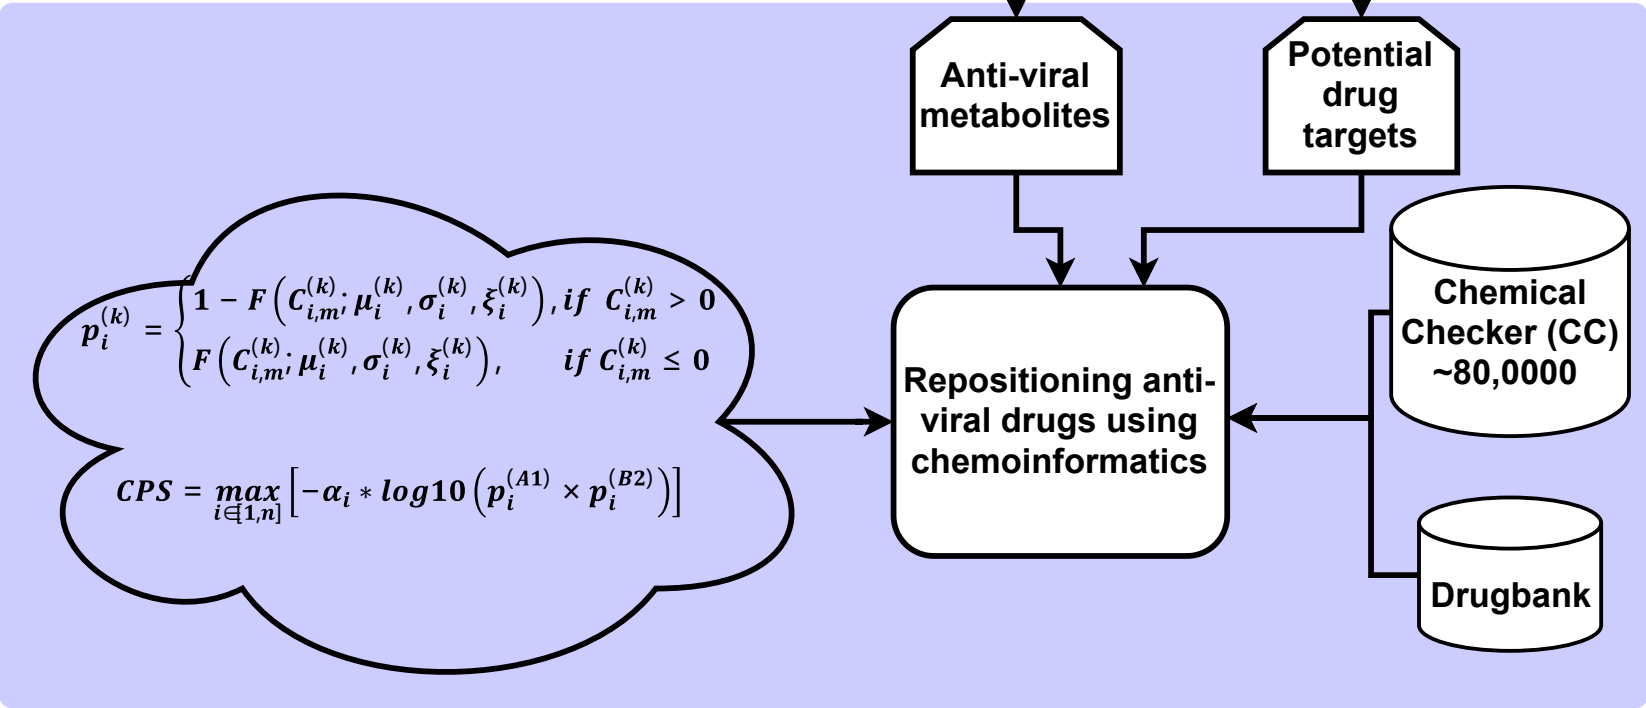 Anti-viral
metabolites
Potential
drug
targets
p_i^{(k)} = { 1 − F(C_{i,m}^{(k)}; μ_i^{(k)}, σ_i^{(k)}, ξ_i^{(k)}), if C_{i,m}^{(k)} > 0
F(C_{i,m}^{(k)}; μ_i^{(k)}, σ_i^{(k)}, ξ_i^{(k)}), if C_{i,m}^{(k)} ≤ 0
CPS = max_{i∈[1,n]} [−α_i * log10 (p_i^{(A1)} × p_i^{(B2)})]
Repositioning anti-
viral drugs using
chemoinformatics
Chemical
Checker (CC)
~80,0000
Drugbank